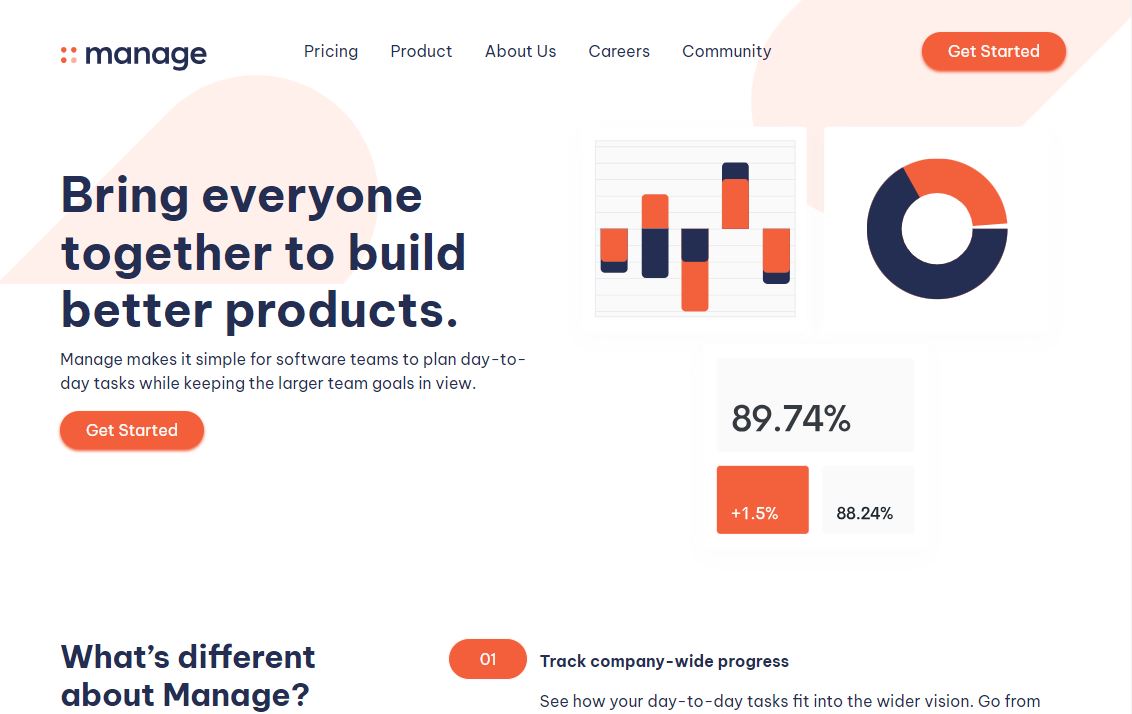 manage
Pricing
Product
About Us
Careers
Community
Get Started
Bring everyone
together to build
better products.
Manage makes it simple for software teams to plan day-to-
day tasks while keeping the larger team goals in view.
Get Started
89.74%
+1.5%
88.24%
What’s different
about Manage?
01
Track company-wide progress
See how your day-to-day tasks fit into the wider vision. Go from